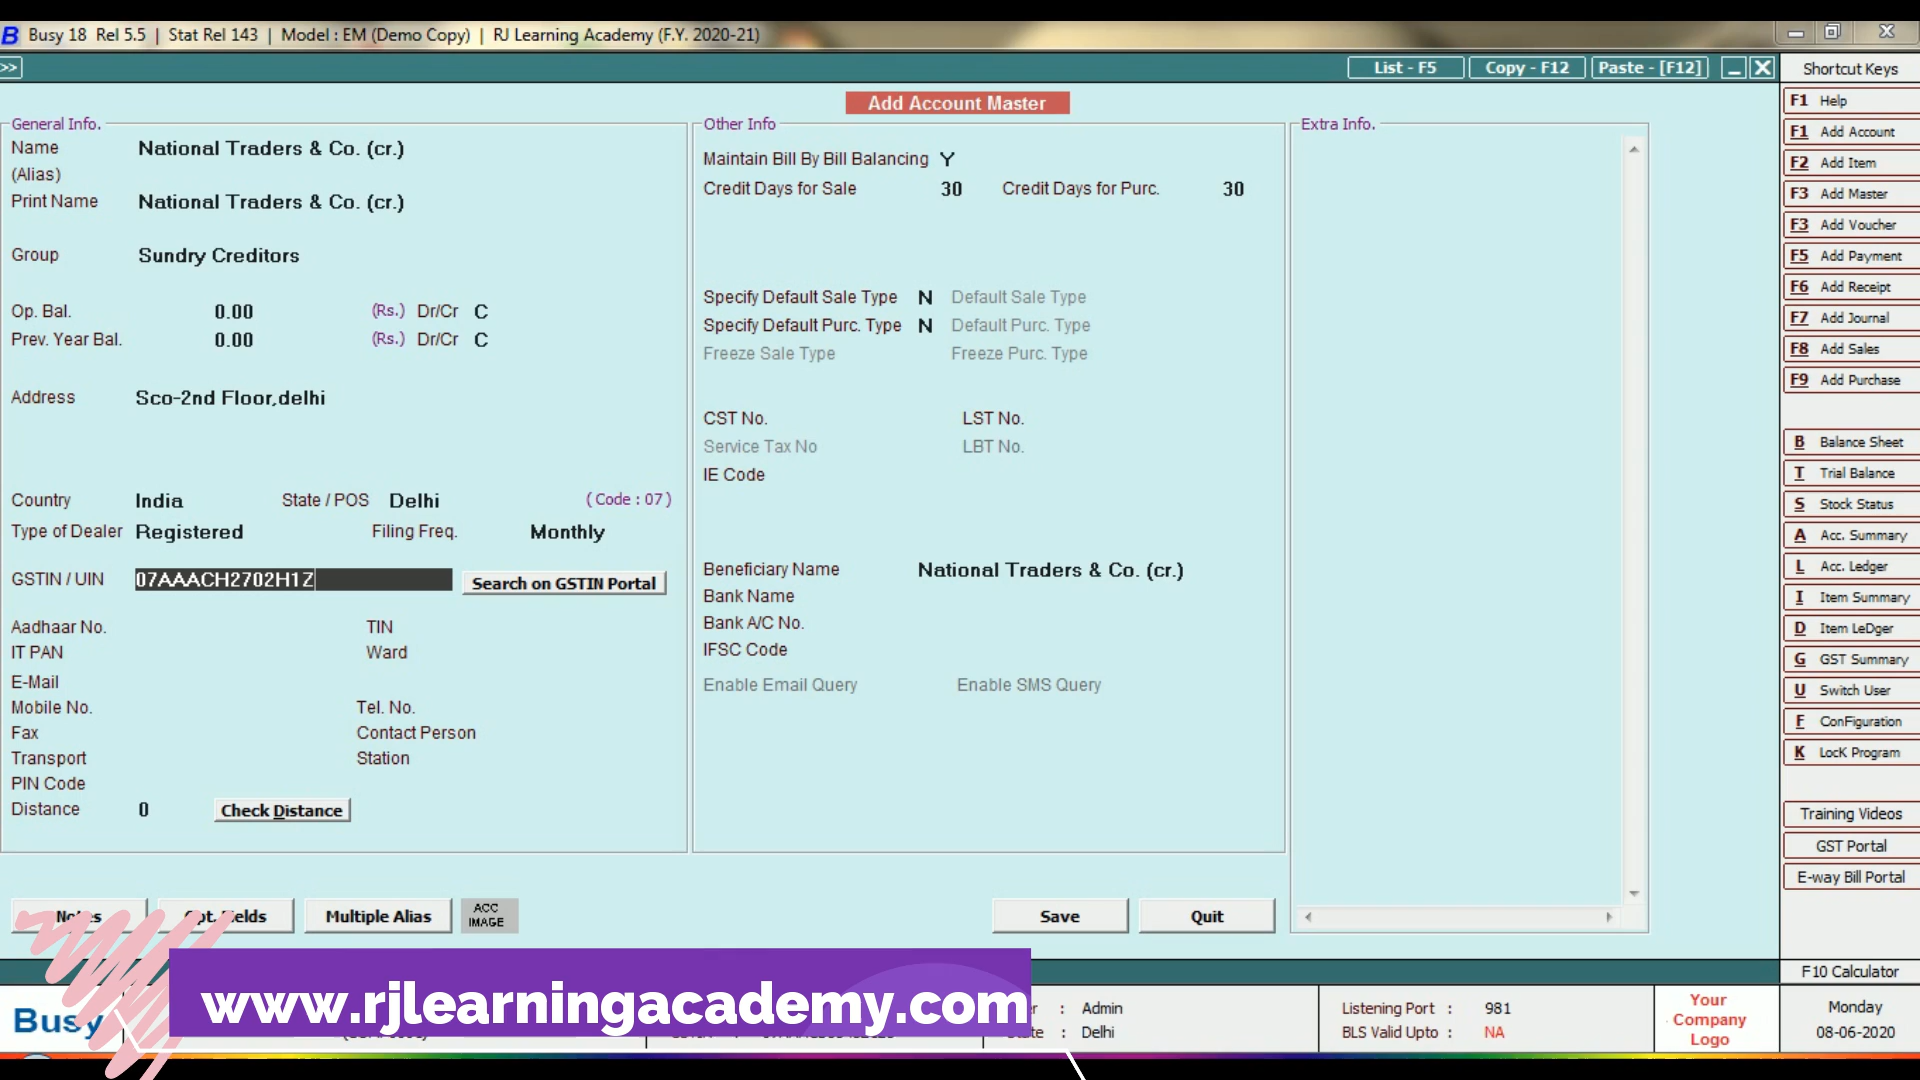 B Busy 18 Rel 5.5 | Stat Rel 143 | Model : EM (Demo Copy) | RJ Learning Academy (F.Y. 2020-21)
>> List - F5 Copy - F12 Paste - [F12]
Add Account Master
General Info.
Name National Traders & Co. (cr.)
(Alias)
Print Name National Traders & Co. (cr.)
Group Sundry Creditors
Op. Bal. 0.00 (Rs.) Dr/Cr C
Prev. Year Bal. 0.00 (Rs.) Dr/Cr C
Address Sco-2nd Floor,delhi
Country India State / POS Delhi ( Code : 07 )
Type of Dealer Registered Filing Freq. Monthly
GSTIN / UIN 07AAACH2702H1Z Search on GSTIN Portal
Aadhaar No. TIN
IT PAN Ward
E-Mail
Mobile No. Tel. No.
Fax Contact Person
Transport Station
PIN Code
Distance 0 Check Distance
Other Info
Maintain Bill By Bill Balancing Y
Credit Days for Sale 30 Credit Days for Purc. 30
Specify Default Sale Type N Default Sale Type
Specify Default Purc. Type N Default Purc. Type
Freeze Sale Type Freeze Purc. Type
CST No. LST No.
Service Tax No LBT No.
IE Code
Beneficiary Name National Traders & Co. (cr.)
Bank Name
Bank A/C No.
IFSC Code
Enable Email Query Enable SMS Query
Extra Info.
Notes Opt. Fields Multiple Alias ACC IMAGE Save Quit
Shortcut Keys
F1 Help
F1 Add Account
F2 Add Item
F3 Add Master
F3 Add Voucher
F5 Add Payment
F6 Add Receipt
F7 Add Journal
F8 Add Sales
F9 Add Purchase
B Balance Sheet
T Trial Balance
S Stock Status
A Acc. Summary
L Acc. Ledger
I Item Summary
D Item LeDger
G GST Summary
U Switch User
F ConFiguration
K LocK Program
Training Videos
GST Portal
E-way Bill Portal
F10 Calculator
Busy
www.rjlearningacademy.com
: Admin
: Delhi
Listening Port : 981
BLS Valid Upto : NA
Your
Company
Logo
Monday
08-06-2020